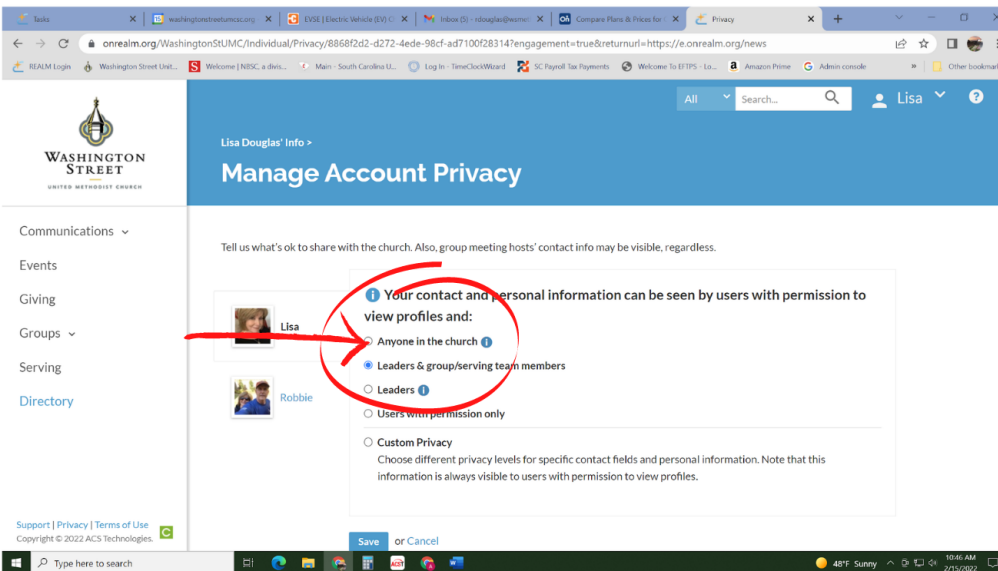 Tasks
washingtonstreetumcsc.org
EVSE | Electric Vehicle (EV) C
Compare Plans & Prices for
Privacy
onrealm.org/WashingtonStUMC/Individual/Privacy/8868f2d2-d272-4ede-98cf-ad7100f28314?engagement=true&returnurl=https://e.onrealm.org/news
REALM Login
Washington Street Unit...
Welcome | NBSC, a divis...
Main - South Carolina U...
Log In - TimeClockWizard
SC Payroll Tax Payments
Welcome To EFTPS - Lo...
Amazon Prime
Admin console
»
Other bookmar
All
Search...
Lisa
?
WASHINGTON
STREET
UNITED METHODIST CHURCH
Lisa Douglas' Info >
Manage Account Privacy
Communications
Events
Giving
Groups
Serving
Directory
Tell us what's ok to share with the church. Also, group meeting hosts' contact info may be visible, regardless.
Lisa
Robbie
Your contact and personal information can be seen by users with permission to
view profiles and:
Anyone in the church
Leaders & group/serving team members
Leaders
Users with permission only
Custom Privacy
Choose different privacy levels for specific contact fields and personal information. Note that this
information is always visible to users with permission to view profiles.
Save or Cancel
Support | Privacy | Terms of Use
Copyright © 2022 ACS Technologies.
Type here to search
ACST
48°F Sunny
10:46 AM
2/15/2022